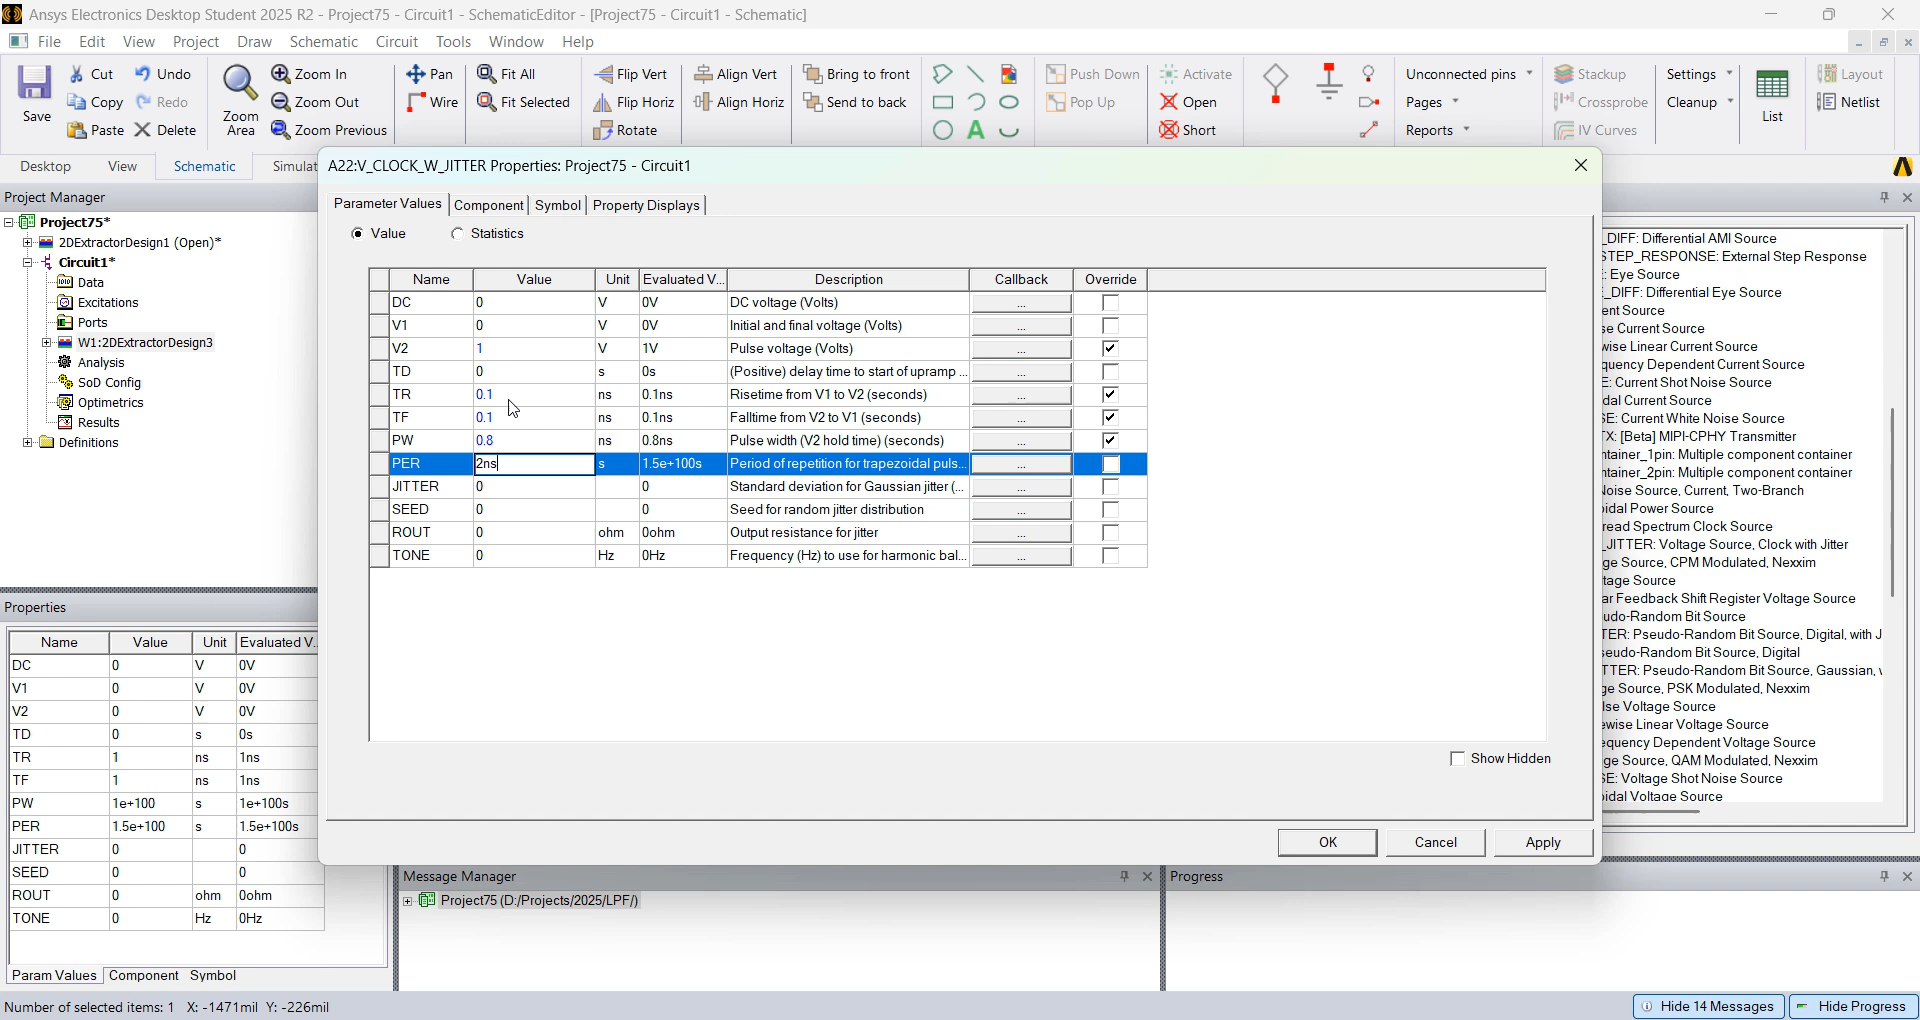 Ansys Electronics Desktop Student 2025 R2 - Project75 - Circuit1 - SchematicEditor - [Project75 - Circuit1 - Schematic]
File Edit View Project Draw Schematic Circuit Tools Window Help
Save Cut Copy Paste Undo Redo Delete
Zoom Area Zoom In Zoom Out Zoom Previous
Pan Wire Fit All Fit Selected
Flip Vert Flip Horiz Rotate
Align Vert Align Horiz Bring to front Send to back
Push Down Pop Up Activate Open Short
Unconnected pins Pages Reports
Stackup Crossprobe IV Curves
Settings Cleanup List Layout Netlist
Desktop View Schematic Simulat
Project Manager
Project75*
2DExtractorDesign1 (Open)*
Circuit1*
Data
Excitations
Ports
W1:2DExtractorDesign3
Analysis
SoD Config
Optimetrics
Results
Definitions
Properties
Name Value Unit Evaluated V.
DC 0 V 0V
V1 0 V 0V
V2 0 V 0V
TD 0 s 0s
TR 1 ns 1ns
TF 1 ns 1ns
PW 1e+100 s 1e+100s
PER 1.5e+100 s 1.5e+100s
JITTER 0 0
SEED 0 0
ROUT 0 ohm 0ohm
TONE 0 Hz 0Hz
Param Values Component Symbol
A22:V_CLOCK_W_JITTER Properties: Project75 - Circuit1
Parameter Values Component Symbol Property Displays
Value Statistics
Name Value Unit Evaluated V... Description Callback Override
DC 0 V 0V DC voltage (Volts) ...
V1 0 V 0V Initial and final voltage (Volts) ...
V2 1 V 1V Pulse voltage (Volts) ...
TD 0 s 0s (Positive) delay time to start of upramp ... ...
TR 0.1 ns 0.1ns Risetime from V1 to V2 (seconds) ...
TF 0.1 ns 0.1ns Falltime from V2 to V1 (seconds) ...
PW 0.8 ns 0.8ns Pulse width (V2 hold time) (seconds) ...
PER 2ns s 1.5e+100s Period of repetition for trapezoidal puls... ...
JITTER 0 0 Standard deviation for Gaussian jitter (... ...
SEED 0 0 Seed for random jitter distribution ...
ROUT 0 ohm 0ohm Output resistance for jitter ...
TONE 0 Hz 0Hz Frequency (Hz) to use for harmonic bal... ...
Show Hidden
OK Cancel Apply
_DIFF: Differential AMI Source
STEP_RESPONSE: External Step Response
: Eye Source
E_DIFF: Differential Eye Source
ent Source
se Current Source
wise Linear Current Source
quency Dependent Current Source
E: Current Shot Noise Source
dal Current Source
SE: Current White Noise Source
TX: [Beta] MIPI-CPHY Transmitter
ntainer_1pin: Multiple component container
ntainer_2pin: Multiple component container
Noise Source, Current, Two-Branch
oidal Power Source
read Spectrum Clock Source
_JITTER: Voltage Source, Clock with Jitter
ge Source, CPM Modulated, Nexxim
tage Source
ar Feedback Shift Register Voltage Source
udo-Random Bit Source
TER: Pseudo-Random Bit Source, Digital, with J
seudo-Random Bit Source, Digital
TTER: Pseudo-Random Bit Source, Gaussian, v
ge Source, PSK Modulated, Nexxim
lse Voltage Source
ewise Linear Voltage Source
equency Dependent Voltage Source
ge Source, QAM Modulated, Nexxim
SE: Voltage Shot Noise Source
oidal Voltage Source
Message Manager
Project75 (D:/Projects/2025/LPF/)
Progress
Number of selected items: 1 X: -1471mil Y: -226mil
Hide 14 Messages Hide Progress